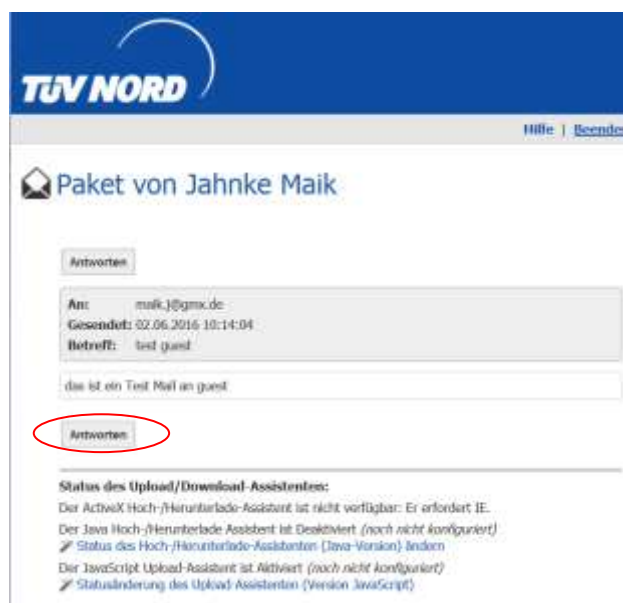 TÜV NORD
Hilfe | Beende
Paket von Jahnke Maik
Antworten
An: maik.j@gmx.de
Gesendet: 02.06.2016 10:14:04
Betreff: test guest
das ist ein Test Mail an guest
Antworten
Status des Upload/Download-Assistenten:
Der ActiveX Hoch-/Herunterlade-Assistent ist nicht verfügbar: Er erfordert IE.
Der Java Hoch-/Herunterlade Assistent ist Deaktiviert (noch nicht konfiguriert)
Status des Hoch-/Herunterlade-Assistenten (Java-Version) ändern
Der JavaScript Upload-Assistent ist Aktiviert (noch nicht konfiguriert)
Statusänderung des Upload-Assistenten (Version JavaScript)